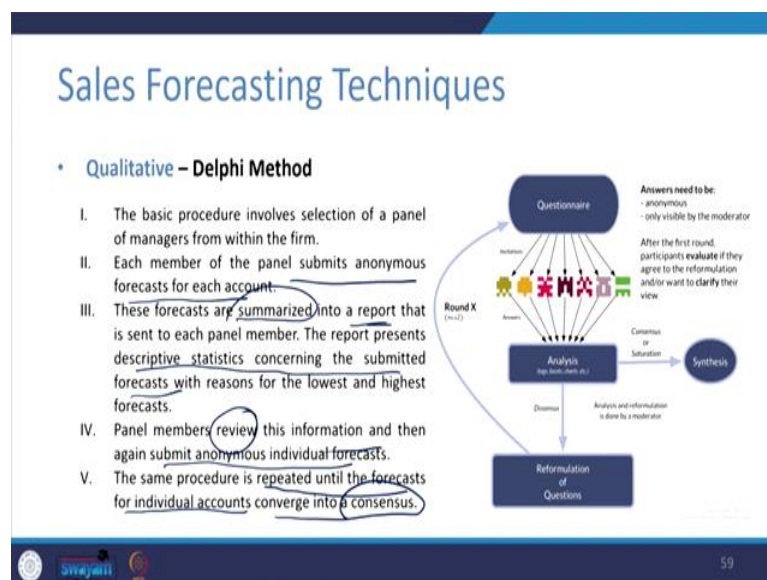 Sales Forecasting Techniques
• Qualitative – Delphi Method
I. The basic procedure involves selection of a panel
of managers from within the firm.
II. Each member of the panel submits anonymous
forecasts for each account.
III. These forecasts are summarized into a report that
is sent to each panel member. The report presents
descriptive statistics concerning the submitted
forecasts with reasons for the lowest and highest
forecasts.
IV. Panel members review this information and then
again submit anonymous individual forecasts.
V. The same procedure is repeated until the forecasts
for individual accounts converge into a consensus.
Questionnaire
Invitations
Answers
Round X
Analysis
Consensus
or
Saturation
Synthesis
Dissensus
Analysis and reformulation
is done by a moderator
Reformulation
of
Questions
Answers need to be:
- anonymous
- only visible by the moderator
After the first round,
participants evaluate if they
agree to the reformulation
and/or want to clarify their
view
swayam
59